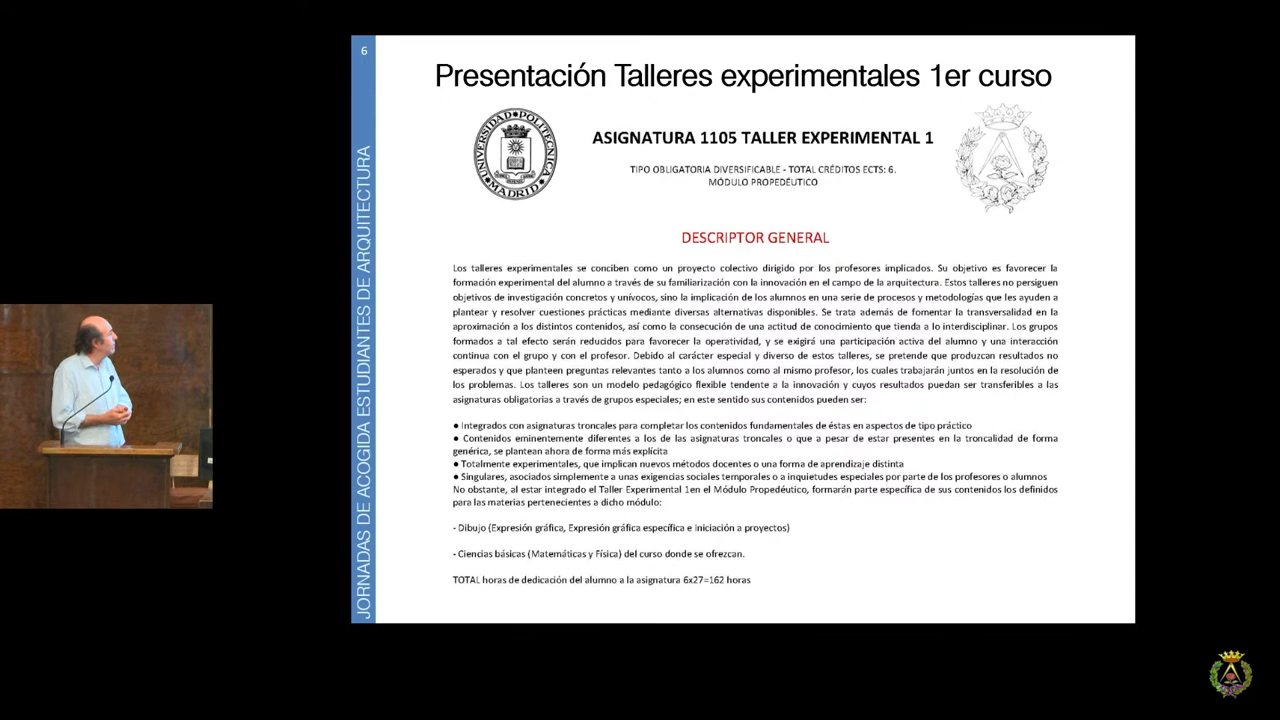 6
JORNADAS DE ACOGIDA ESTUDIANTES DE ARQUITECTURA
Presentación Talleres experimentales 1er curso
UNIVERSIDAD POLITECNICA
MADRID
ASIGNATURA 1105 TALLER EXPERIMENTAL 1
TIPO OBLIGATORIA DIVERSIFICABLE - TOTAL CRÉDITOS ECTS: 6.
MÓDULO PROPEDÉUTICO
DESCRIPTOR GENERAL
Los talleres experimentales se conciben como un proyecto colectivo dirigido por los profesores implicados. Su objetivo es favorecer la
formación experimental del alumno a través de su familiarización con la innovación en el campo de la arquitectura. Estos talleres no persiguen
objetivos de investigación concretos y unívocos, sino la implicación de los alumnos en una serie de procesos y metodologías que les ayuden a
plantear y resolver cuestiones prácticas mediante diversas alternativas disponibles. Se trata además de fomentar la transversalidad en la
aproximación a los distintos contenidos, así como la consecución de una actitud de conocimiento que tienda a lo interdisciplinar. Los grupos
formados a tal efecto serán reducidos para favorecer la operatividad, y se exigirá una participación activa del alumno y una interacción
continua con el grupo y con el profesor. Debido al carácter especial y diverso de estos talleres, se pretende que produzcan resultados no
esperados y que planteen preguntas relevantes tanto a los alumnos como al mismo profesor, los cuales trabajarán juntos en la resolución de
los problemas. Los talleres son un modelo pedagógico flexible tendente a la innovación y cuyos resultados puedan ser transferibles a las
asignaturas obligatorias a través de grupos especiales; en este sentido sus contenidos pueden ser:
● Integrados con asignaturas troncales para completar los contenidos fundamentales de éstas en aspectos de tipo práctico
● Contenidos eminentemente diferentes a los de las asignaturas troncales o que a pesar de estar presentes en la troncalidad de forma
genérica, se plantean ahora de forma más explícita
● Totalmente experimentales, que implican nuevos métodos docentes o una forma de aprendizaje distinta
● Singulares, asociados simplemente a unas exigencias sociales temporales o a inquietudes especiales por parte de los profesores o alumnos
No obstante, al estar integrado el Taller Experimental 1en el Módulo Propedéutico, formarán parte específica de sus contenidos los definidos
para las materias pertenecientes a dicho módulo:
- Dibujo (Expresión gráfica, Expresión gráfica específica e Iniciación a proyectos)
- Ciencias básicas (Matemáticas y Física) del curso donde se ofrezcan.
TOTAL horas de dedicación del alumno a la asignatura 6x27=162 horas